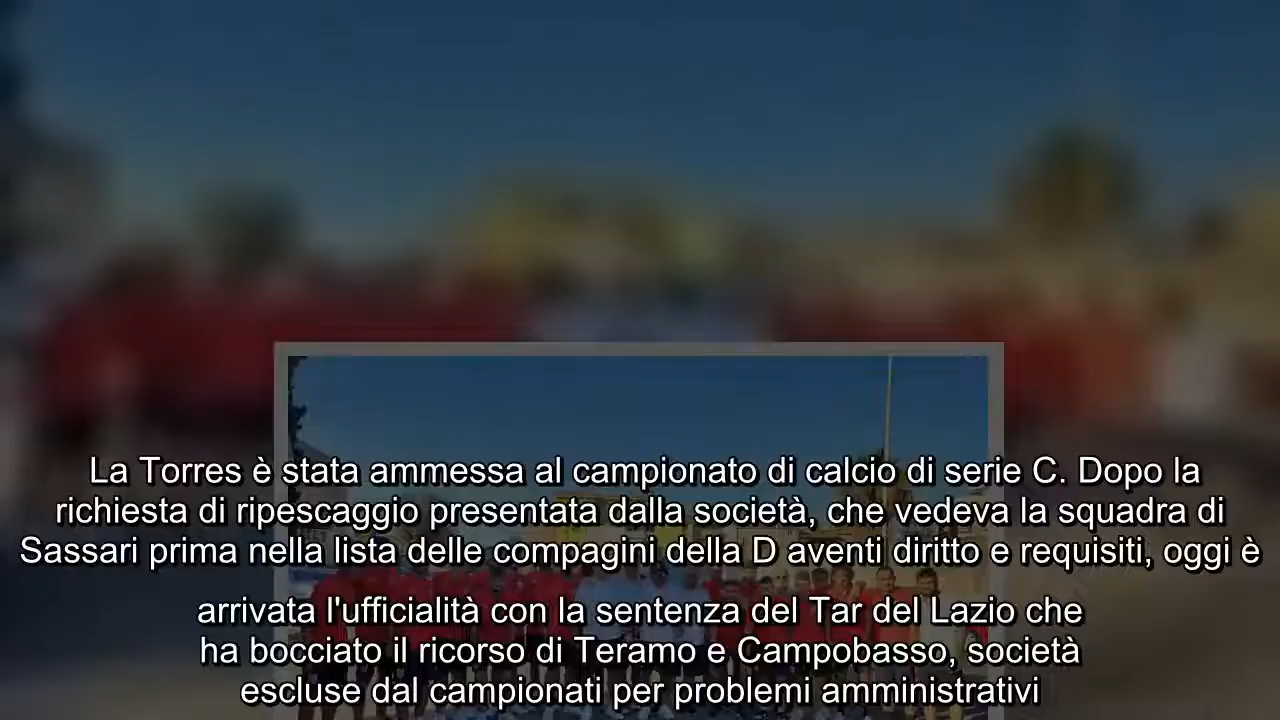 La Torres è stata ammessa al campionato di calcio di serie C. Dopo la
richiesta di ripescaggio presentata dalla società, che vedeva la squadra di
Sassari prima nella lista delle compagini della D aventi diritto e requisiti, oggi è
arrivata l'ufficialità con la sentenza del Tar del Lazio che
ha bocciato il ricorso di Teramo e Campobasso, società
escluse dal campionati per problemi amministrativi